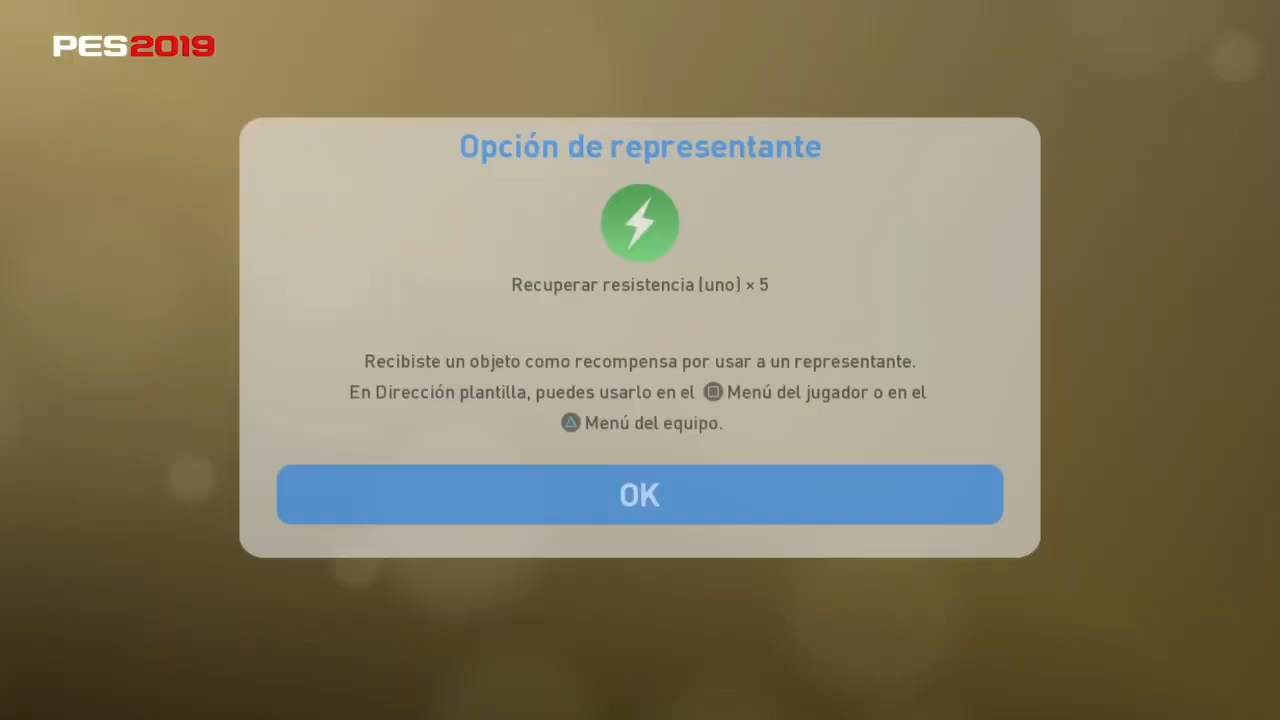 PES2019
Opción de representante
Recuperar resistencia (uno) × 5
Recibiste un objeto como recompensa por usar a un representante.
En Dirección plantilla, puedes usarlo en el Menú del jugador o en el
Menú del equipo.
OK